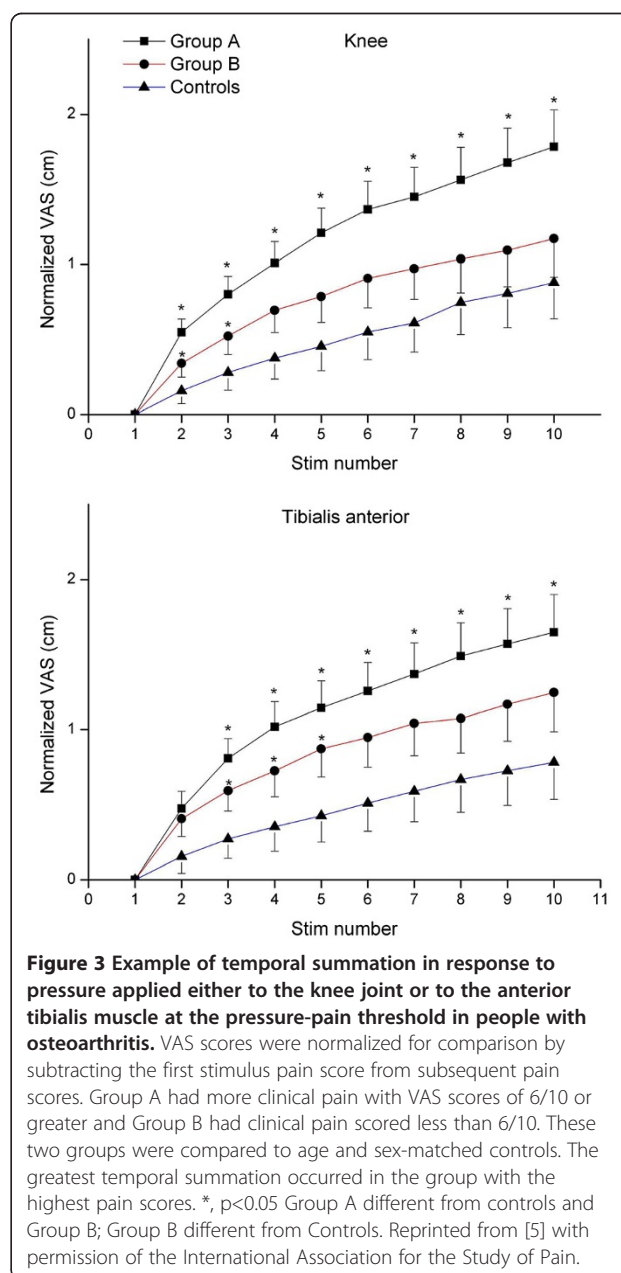 Group A
Group B
Controls
Knee
Normalized VAS (cm)
2
1
0
* * * * * * * * *
* *
0 1 2 3 4 5 6 7 8 9 10
Stim number
Tibialis anterior
Normalized VAS (cm)
2
1
0
* * * * * * * *
* * *
0 1 2 3 4 5 6 7 8 9 10 11
Stim number
Figure 3 Example of temporal summation in response to
pressure applied either to the knee joint or to the anterior
tibialis muscle at the pressure-pain threshold in people with
osteoarthritis. VAS scores were normalized for comparison by
subtracting the first stimulus pain score from subsequent pain
scores. Group A had more clinical pain with VAS scores of 6/10 or
greater and Group B had clinical pain scored less than 6/10. These
two groups were compared to age and sex-matched controls. The
greatest temporal summation occurred in the group with the
highest pain scores. *, p<0.05 Group A different from controls and
Group B; Group B different from Controls. Reprinted from [5] with
permission of the International Association for the Study of Pain.